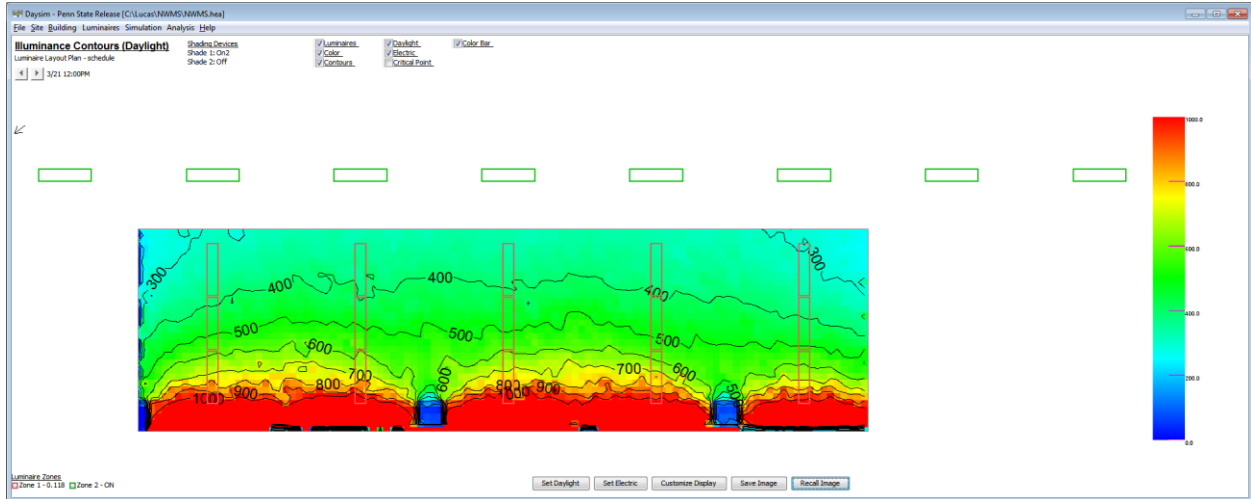 Daysim - Penn State Release [C:\Lucas\NWMS\NWMS.hea]
File Site Building Luminaires Simulation Analysis Help
Illuminance Contours (Daylight)
Luminaire Layout Plan - schedule
3/21 12:00PM
Shading Devices
Shade 1: On2
Shade 2: Off
Luminaires Daylight Color Bar
Color Electric
Contours Critical Point
1000.0
800.0
600.0
400.0
200.0
0.0
300 300
400 400 400
500 500 500
600 700 600 700 600
800 900 1000 800 900 1000 500
Luminaire Zones
Zone 1 - 0.118 Zone 2 - ON
Set Daylight Set Electric Customize Display Save Image Recall Image